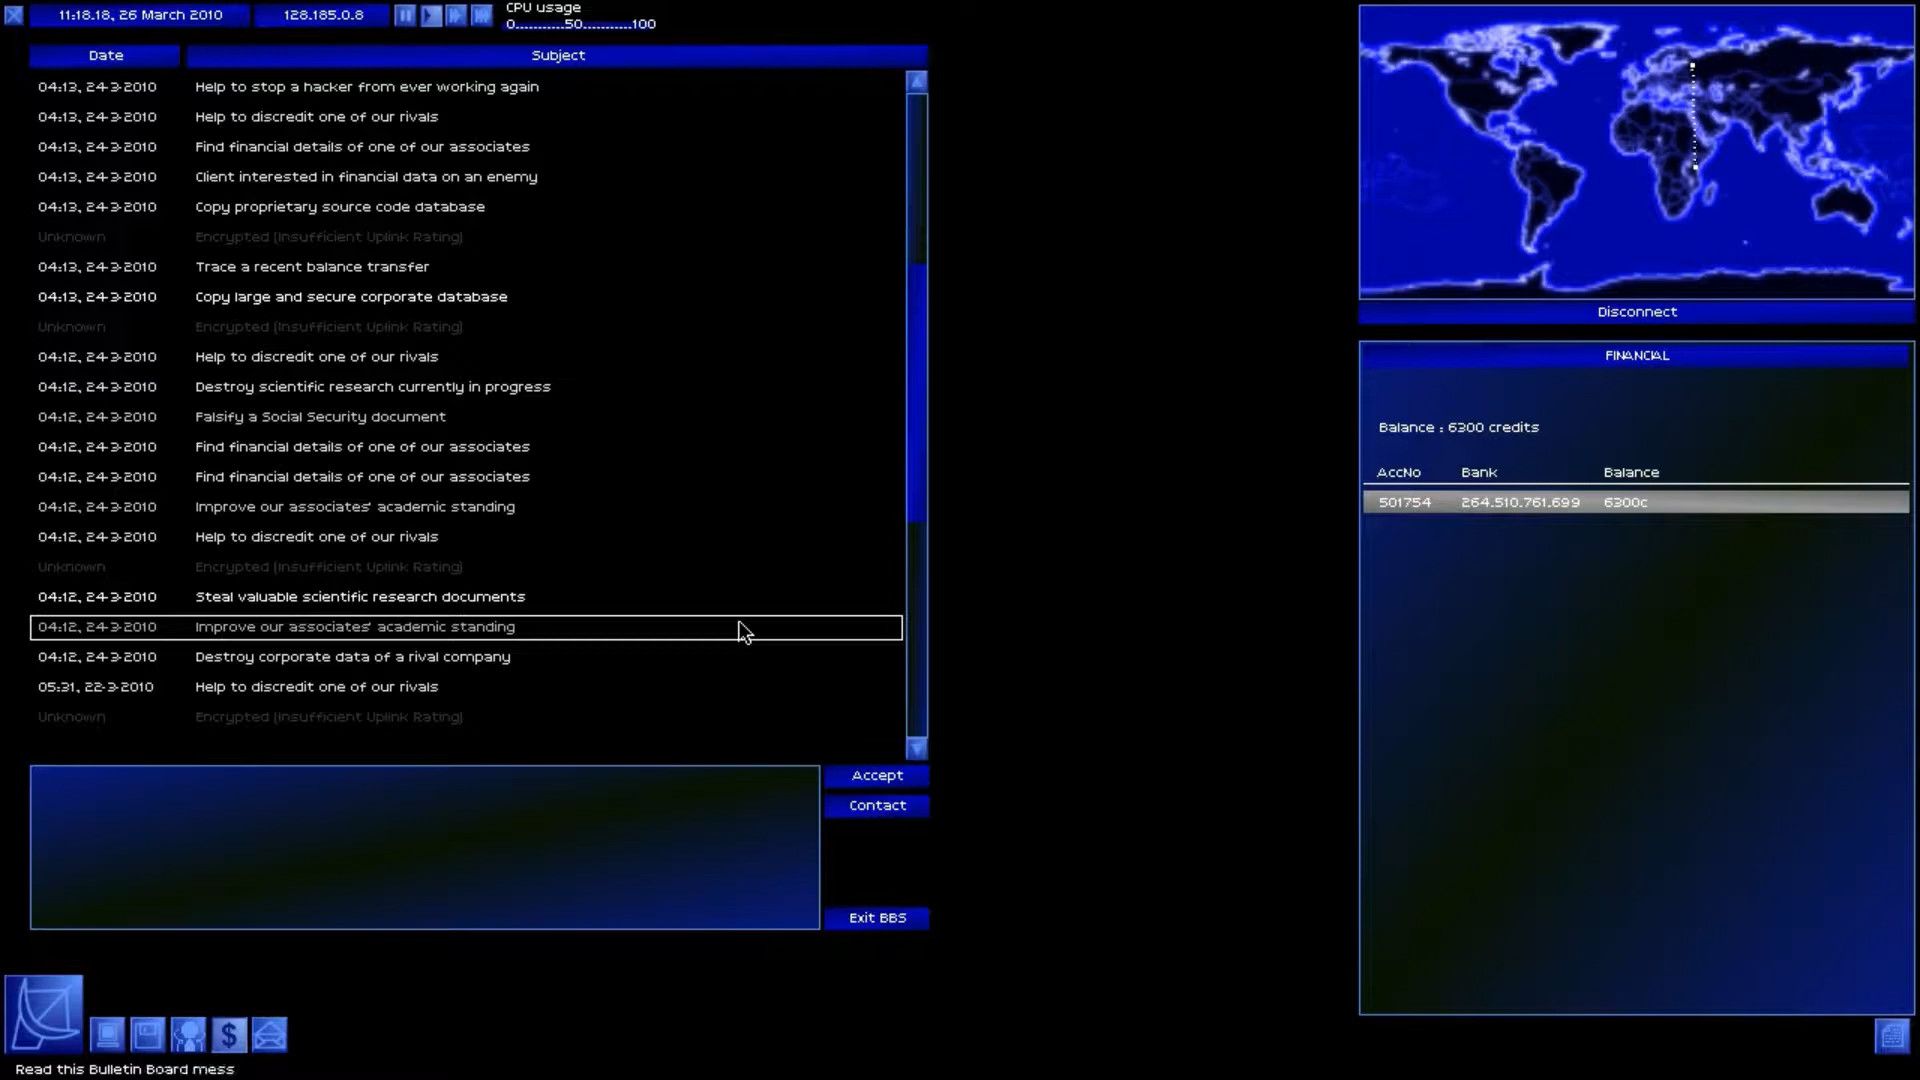 11:18.18, 26 March 2010
128.185.0.8
CPU usage
0.............50............100
Date Subject
04:13, 24-3-2010 Help to stop a hacker from ever working again
04:13, 24-3-2010 Help to discredit one of our rivals
04:13, 24-3-2010 Find financial details of one of our associates
04:13, 24-3-2010 Client interested in financial data on an enemy
04:13, 24-3-2010 Copy proprietary source code database
Unknown Encrypted (Insufficient Uplink Rating)
04:13, 24-3-2010 Trace a recent balance transfer
04:13, 24-3-2010 Copy large and secure corporate database
Unknown Encrypted (Insufficient Uplink Rating)
04:12, 24-3-2010 Help to discredit one of our rivals
04:12, 24-3-2010 Destroy scientific research currently in progress
04:12, 24-3-2010 Falsify a Social Security document
04:12, 24-3-2010 Find financial details of one of our associates
04:12, 24-3-2010 Find financial details of one of our associates
04:12, 24-3-2010 Improve our associates' academic standing
04:12, 24-3-2010 Help to discredit one of our rivals
Unknown Encrypted (Insufficient Uplink Rating)
04:12, 24-3-2010 Steal valuable scientific research documents
04:12, 24-3-2010 Improve our associates' academic standing
04:12, 24-3-2010 Destroy corporate data of a rival company
05:31, 22-3-2010 Help to discredit one of our rivals
Unknown Encrypted (Insufficient Uplink Rating)
Accept
Contact
Exit BBS
Read this Bulletin Board mess
Disconnect
FINANCIAL
Balance : 6300 credits
AccNo Bank Balance
501754 264.510.761.699 6300c
$